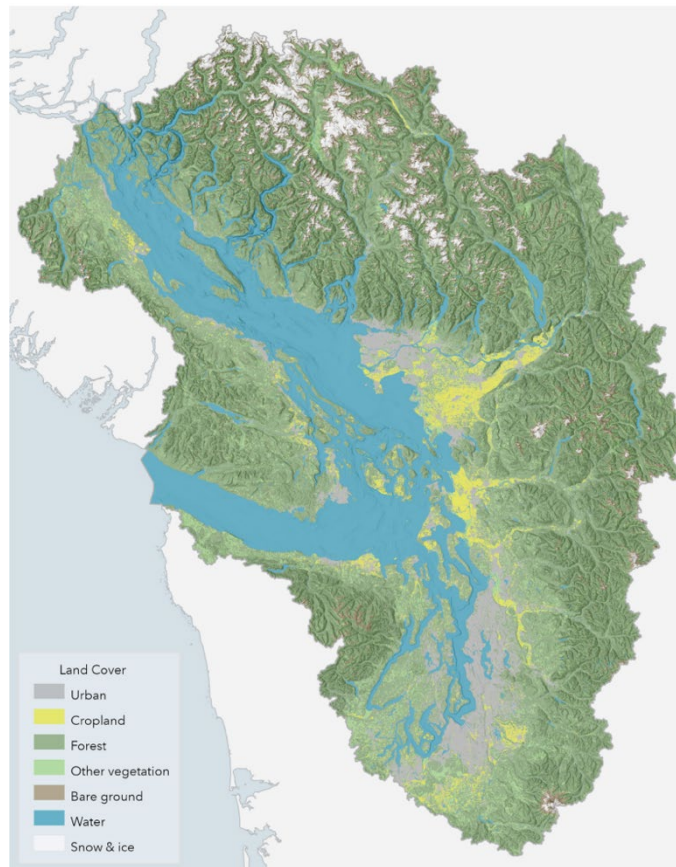 Land Cover
Urban
Cropland
Forest
Other vegetation
Bare ground
Water
Snow & ice